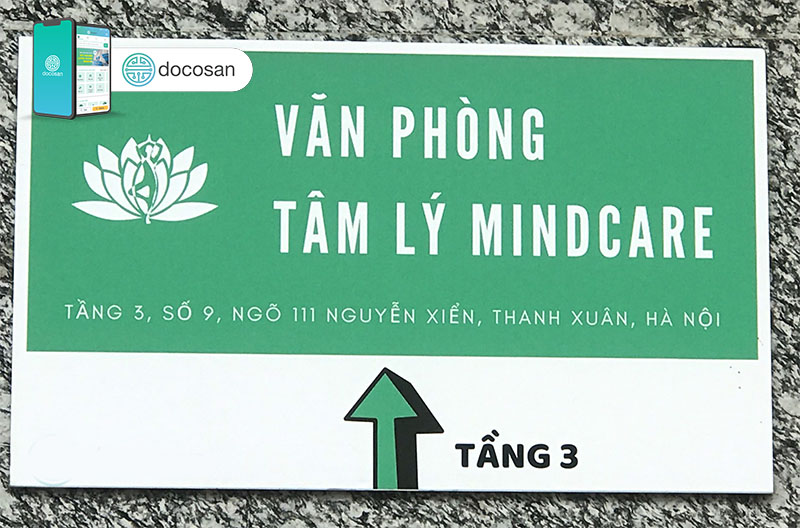 docosan
docosan
VĂN PHÒNG
TÂM LÝ MINDCARE
TẦNG 3, SỐ 9, NGÕ 111 NGUYỄN XIỂN, THANH XUÂN, HÀ NỘI
TẦNG 3